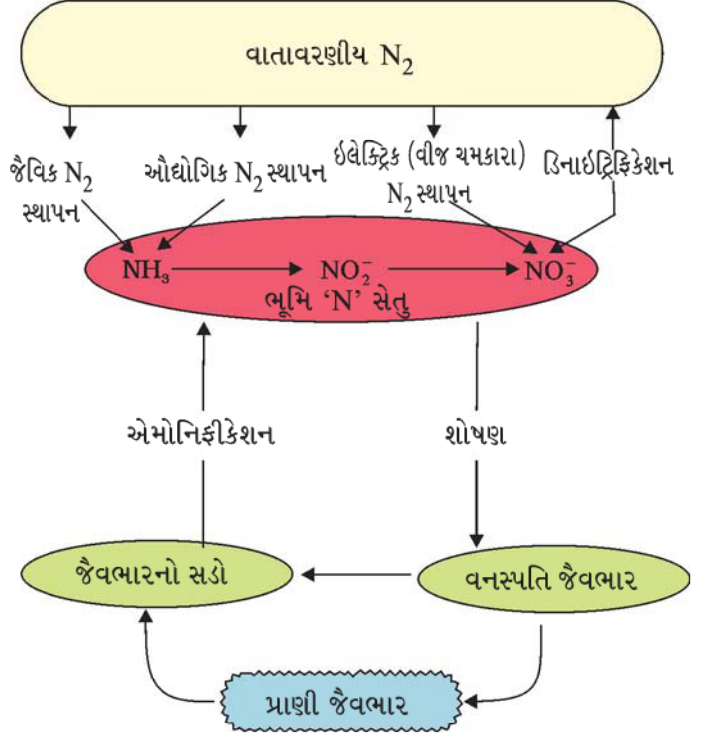 વાતાવરણીય N₂
જૈવિક N₂
સ્થાપન
ઔદ્યોગિક N₂ સ્થાપન
ઇલેક્ટ્રિક (વીજ ચમકારા)
N₂ સ્થાપન
ડિનાઇટ્રિફિકેશન
NH₃
NO₂⁻
NO₃⁻
ભૂમિ ‘N’ સેતુ
એમોનિફીકેશન
શોષણ
જૈવભારનો સડો
વનસ્પતિ જૈવભાર
પ્રાણી જૈવભાર